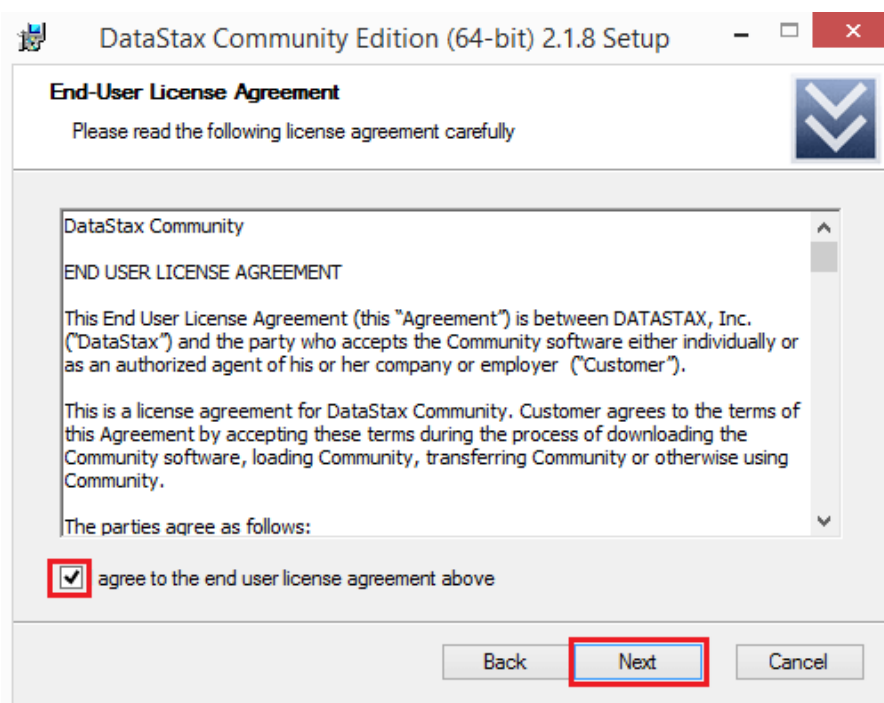 DataStax Community Edition (64-bit) 2.1.8 Setup
End-User License Agreement
Please read the following license agreement carefully
DataStax Community
END USER LICENSE AGREEMENT
This End User License Agreement (this “Agreement”) is between DATASTAX, Inc.
(“DataStax”) and the party who accepts the Community software either individually or
as an authorized agent of his or her company or employer (“Customer”).
This is a license agreement for DataStax Community. Customer agrees to the terms of
this Agreement by accepting these terms during the process of downloading the
Community software, loading Community, transferring Community or otherwise using
Community.
The parties agree as follows:
agree to the end user license agreement above
Back Next Cancel